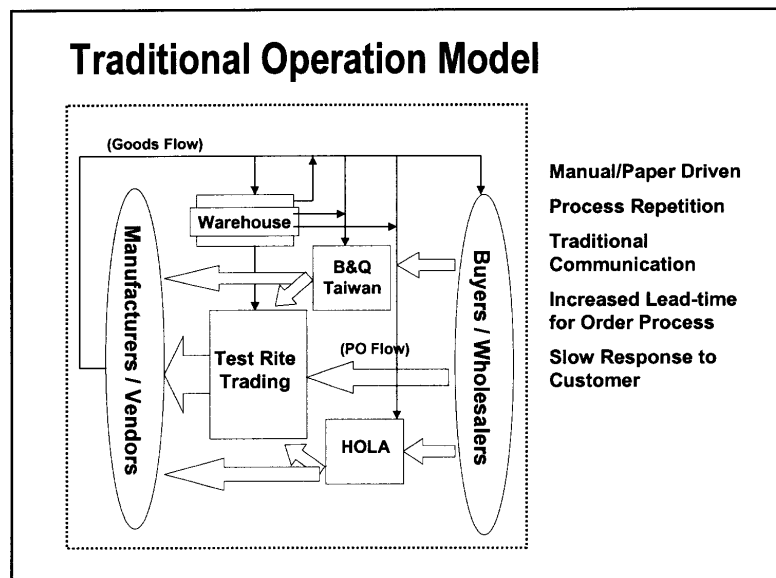 Traditional Operation Model
(Goods Flow)
Warehouse
Manufacturers / Vendors
B&Q
Taiwan
Test Rite
Trading
(PO Flow)
HOLA
Buyers / Wholesalers
Manual/Paper Driven
Process Repetition
Traditional
Communication
Increased Lead-time
for Order Process
Slow Response to
Customer